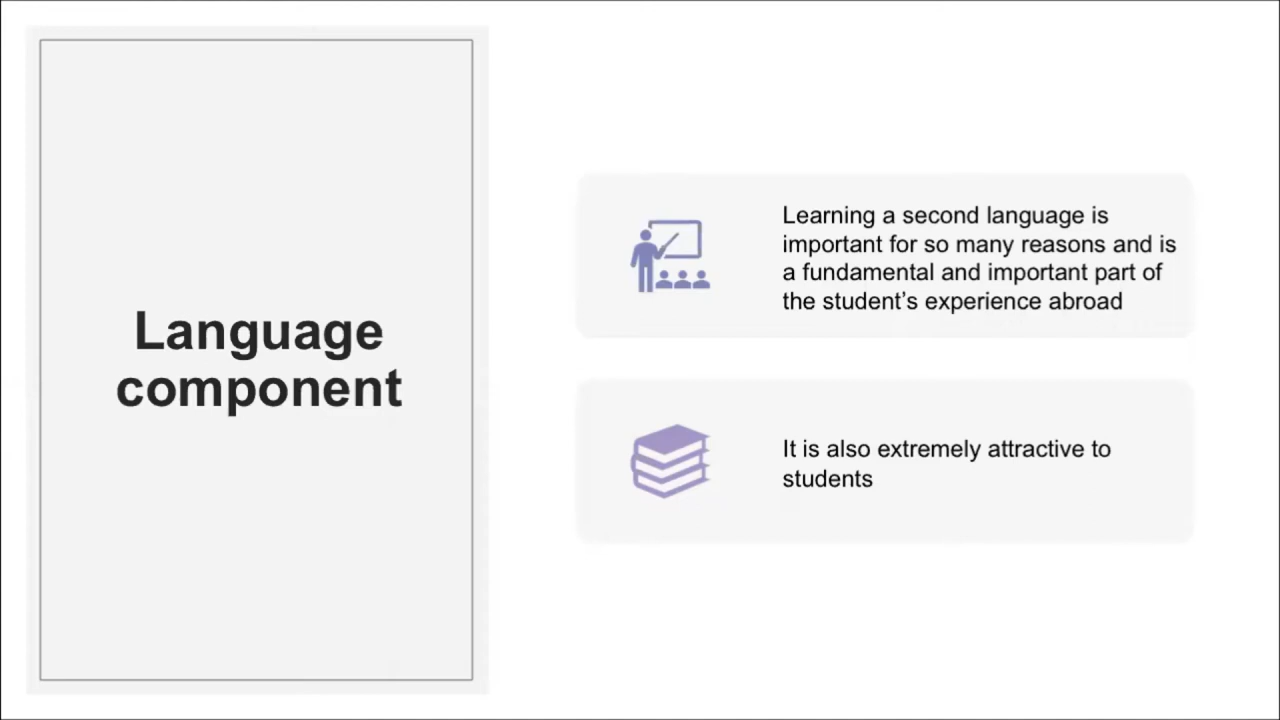 Language
component
Learning a second language is
important for so many reasons and is
a fundamental and important part of
the student’s experience abroad
It is also extremely attractive to
students